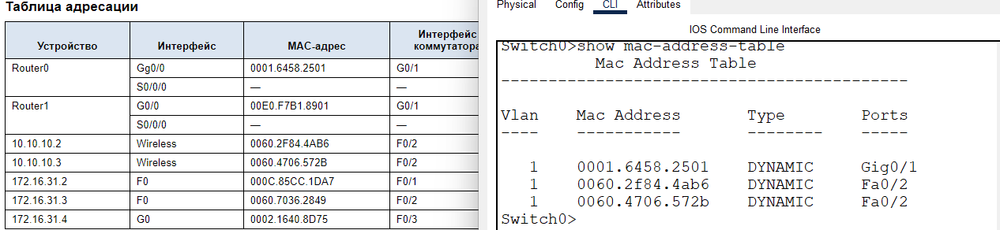 Таблица адресации
Устройство Интерфейс MAC-адрес Интерфейс коммутатора
Router0 Gg0/0 0001.6458.2501 G0/1
S0/0/0 — —
Router1 G0/0 00E0.F7B1.8901 G0/1
S0/0/0 — —
10.10.10.2 Wireless 0060.2F84.4AB6 F0/2
10.10.10.3 Wireless 0060.4706.572B F0/2
172.16.31.2 F0 000C.85CC.1DA7 F0/1
172.16.31.3 F0 0060.7036.2849 F0/2
172.16.31.4 G0 0002.1640.8D75 F0/3
Physical Config CLI Attributes
IOS Command Line Interface
Switch0>show mac-address-table
Mac Address Table
-------------------------------------------
Vlan Mac Address Type Ports
---- ----------- -------- -----
1 0001.6458.2501 DYNAMIC Gig0/1
1 0060.2f84.4ab6 DYNAMIC Fa0/2
1 0060.4706.572b DYNAMIC Fa0/2
Switch0>